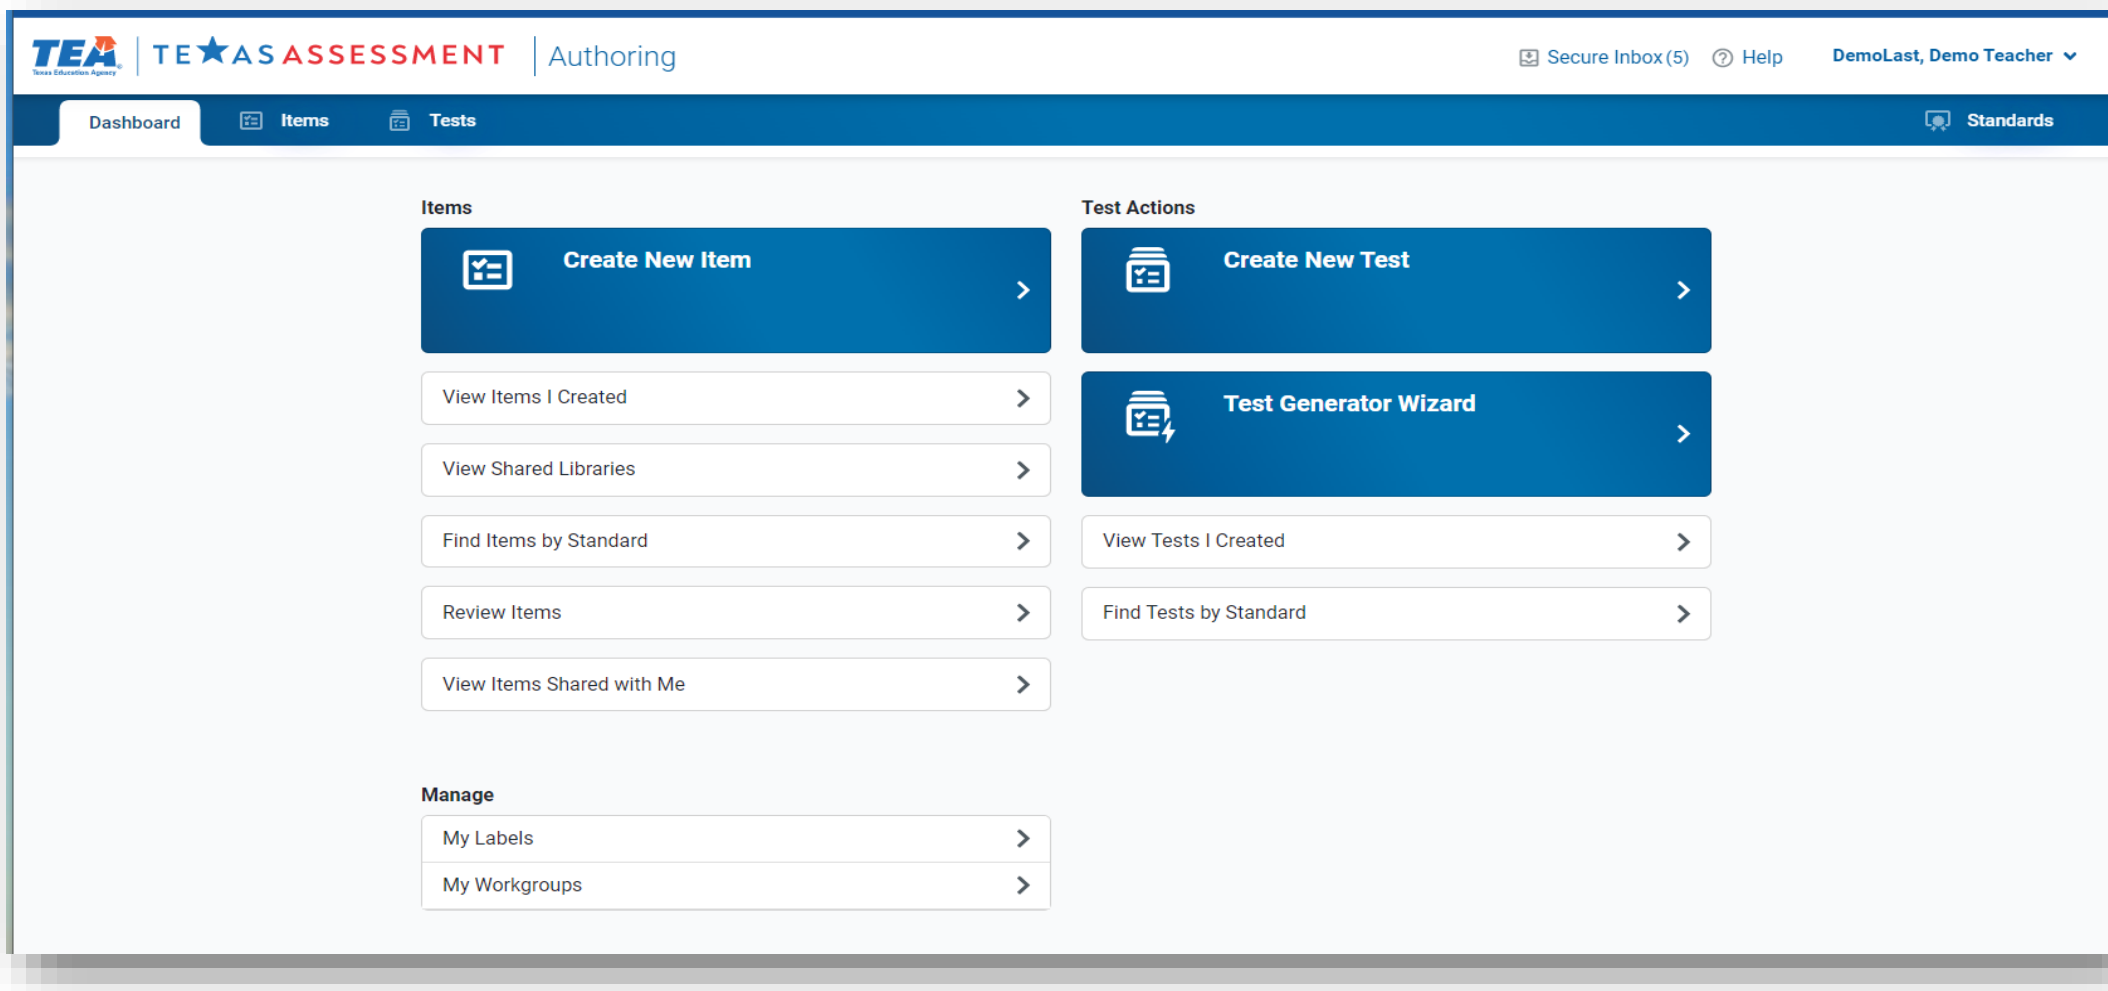 TEA
Texas Education Agency
TEXAS ASSESSMENT
Authoring
Secure Inbox (5)
Help
DemoLast, Demo Teacher
Dashboard
Items
Tests
Standards
Items
Create New Item
View Items I Created
View Shared Libraries
Find Items by Standard
Review Items
View Items Shared with Me
Test Actions
Create New Test
Test Generator Wizard
View Tests I Created
Find Tests by Standard
Manage
My Labels
My Workgroups